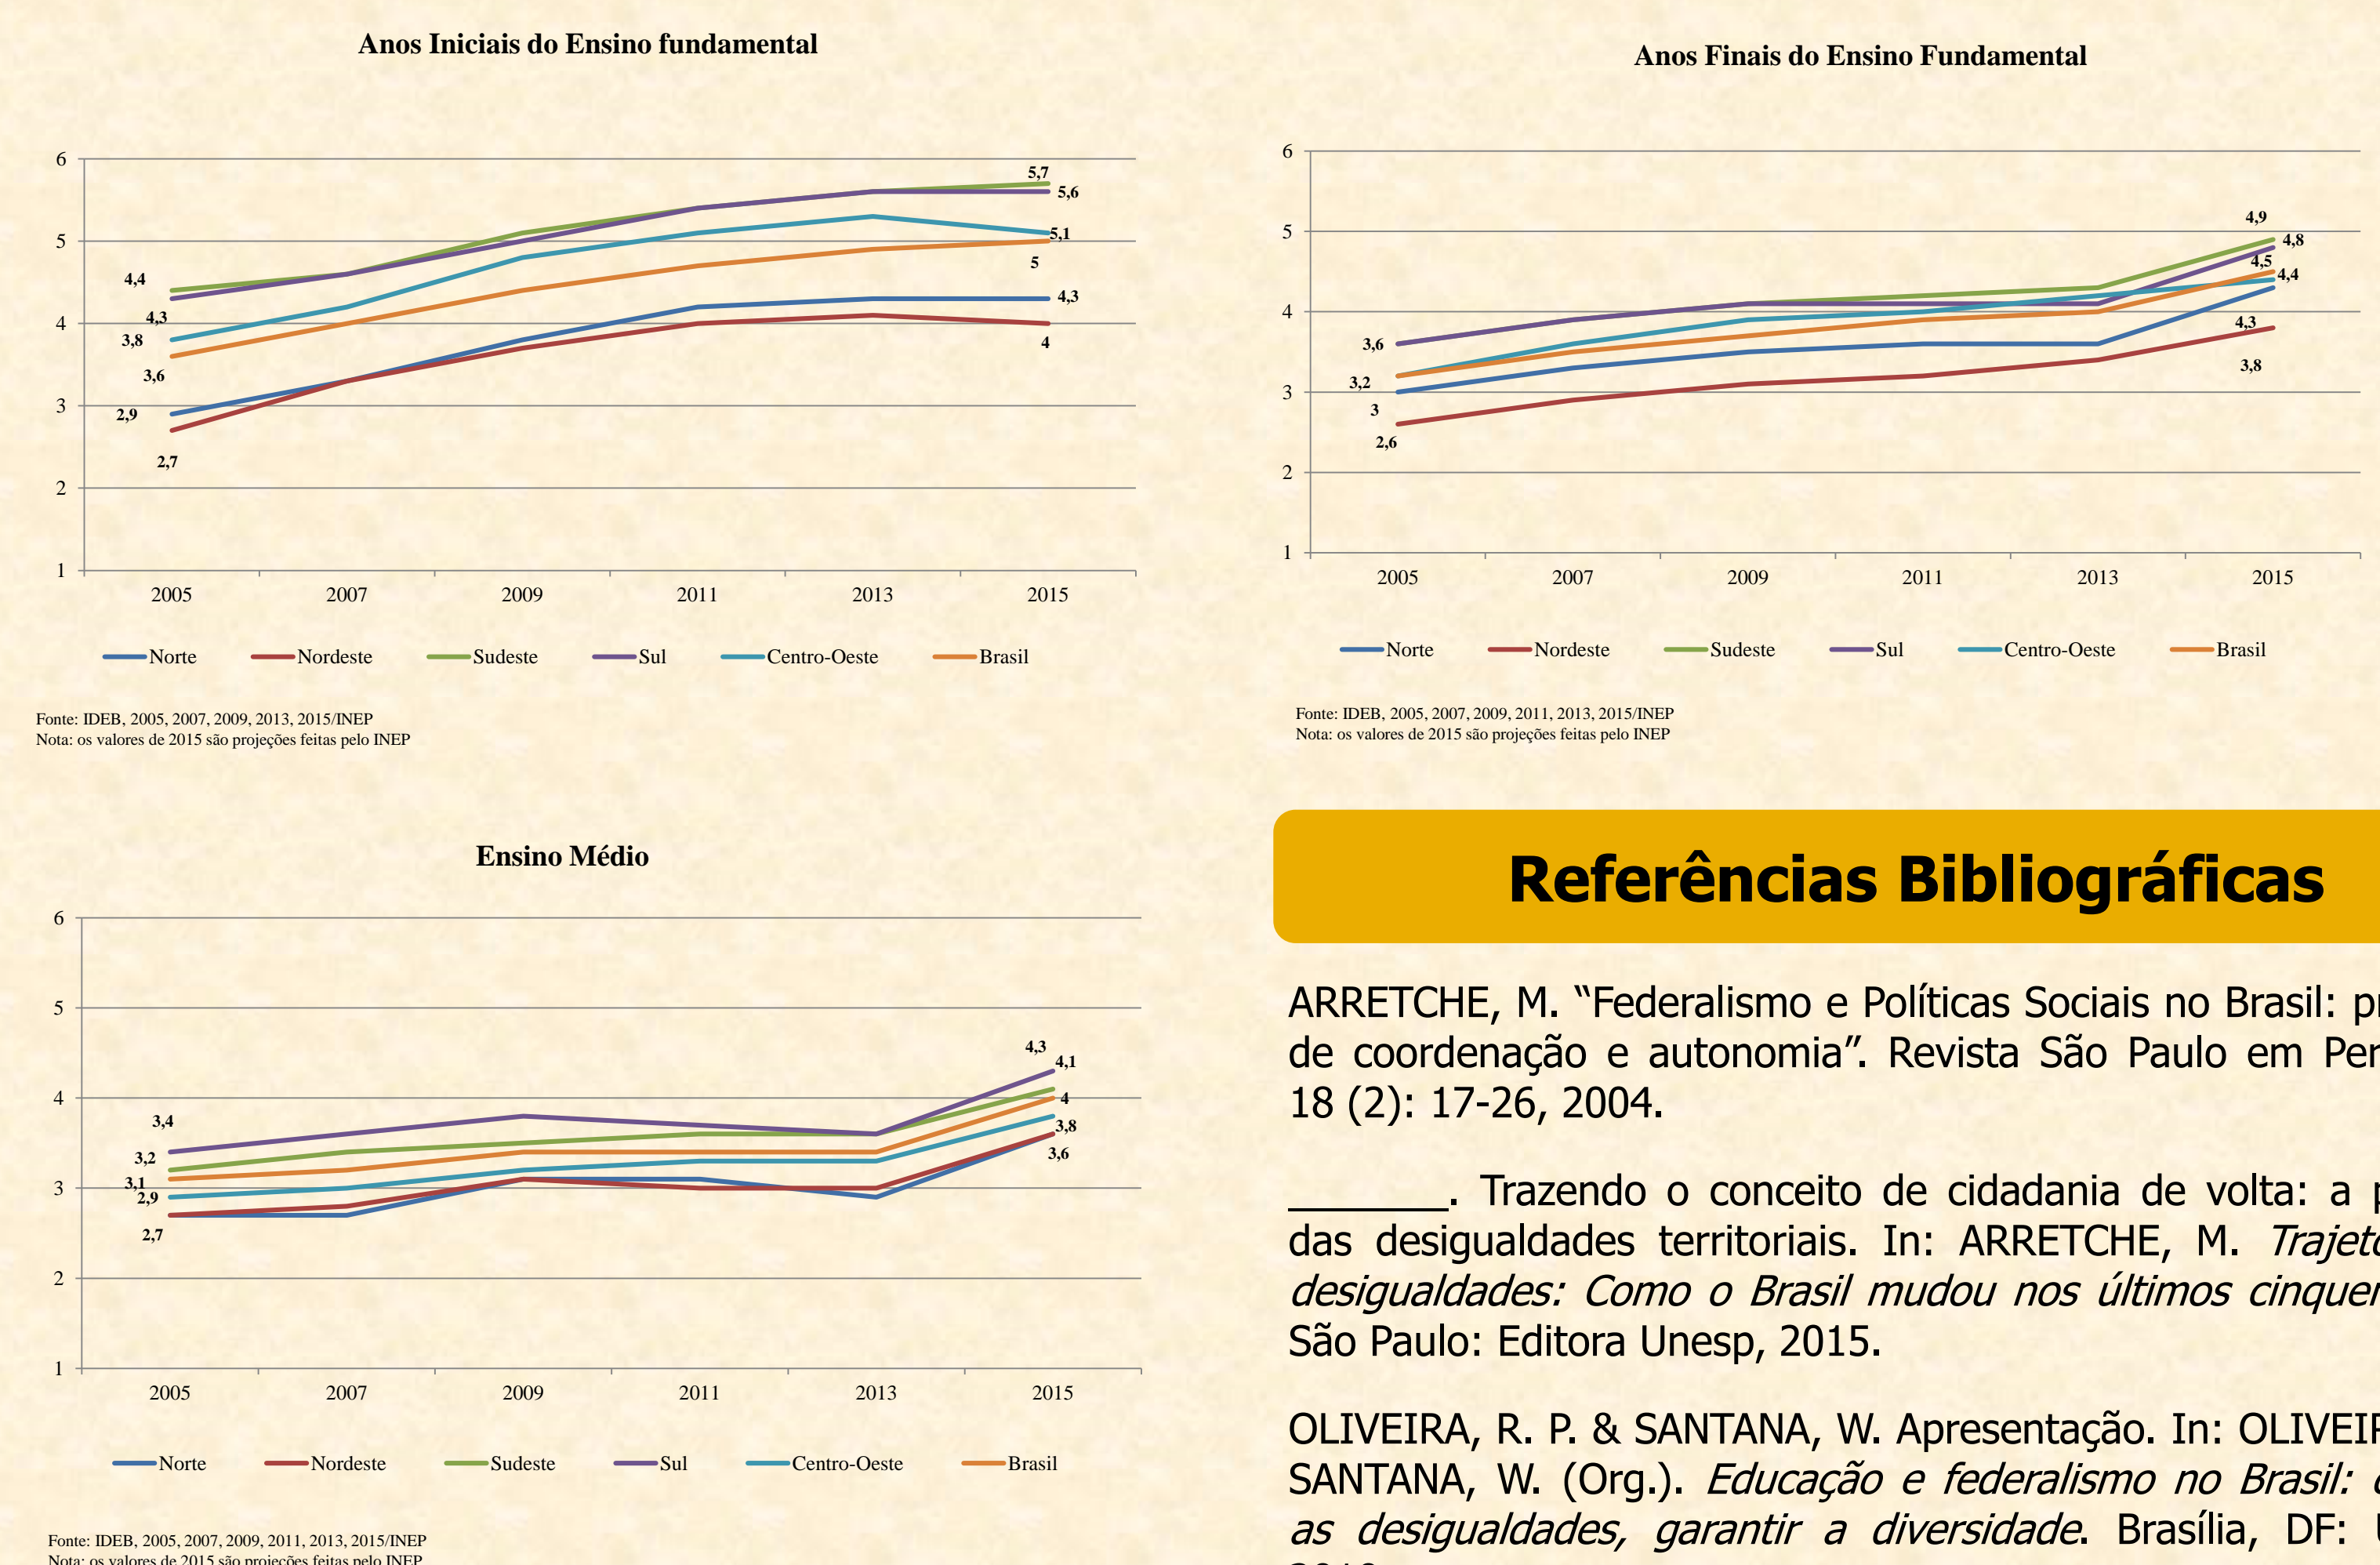 Anos Iniciais do Ensino fundamental
6
5
4
3
2
1
4,4
4,3
3,8
3,6
2,9
2,7
5,7
5,6
5,1
5
4,3
4
2005 2007 2009 2011 2013 2015
Norte Nordeste Sudeste Sul Centro-Oeste Brasil
Fonte: IDEB, 2005, 2007, 2009, 2013, 2015/INEP
Nota: os valores de 2015 são projeções feitas pelo INEP
Anos Finais do Ensino Fundamental
6
5
4
3
2
1
3,6
3,2
3
2,6
4,9
4,8
4,5
4,4
4,3
3,8
2005 2007 2009 2011 2013 2015
Norte Nordeste Sudeste Sul Centro-Oeste Brasil
Fonte: IDEB, 2005, 2007, 2009, 2011, 2013, 2015/INEP
Nota: os valores de 2015 são projeções feitas pelo INEP
Ensino Médio
6
5
4
3
2
1
3,4
3,2
3,1
2,9
2,7
4,3
4,1
4
3,8
3,6
2005 2007 2009 2011 2013 2015
Norte Nordeste Sudeste Sul Centro-Oeste Brasil
Fonte: IDEB, 2005, 2007, 2009, 2011, 2013, 2015/INEP
Nota: os valores de 2015 são projeções feitas pelo INEP
Referências Bibliográficas
ARRETCHE, M. “Federalismo e Políticas Sociais no Brasil:
de coordenação e autonomia”. Revista São Paulo em
18 (2): 17-26, 2004.
_______. Trazendo o conceito de cidadania de volta: a
das desigualdades territoriais. In: ARRETCHE, M.
desigualdades: Como o Brasil mudou nos últimos
São Paulo: Editora Unesp, 2015.
OLIVEIRA, R. P. & SANTANA, W. Apresentação. In:
SANTANA, W. (Org.). Educação e federalismo no Brasil:
as desigualdades, garantir a diversidade. Brasília, DF: